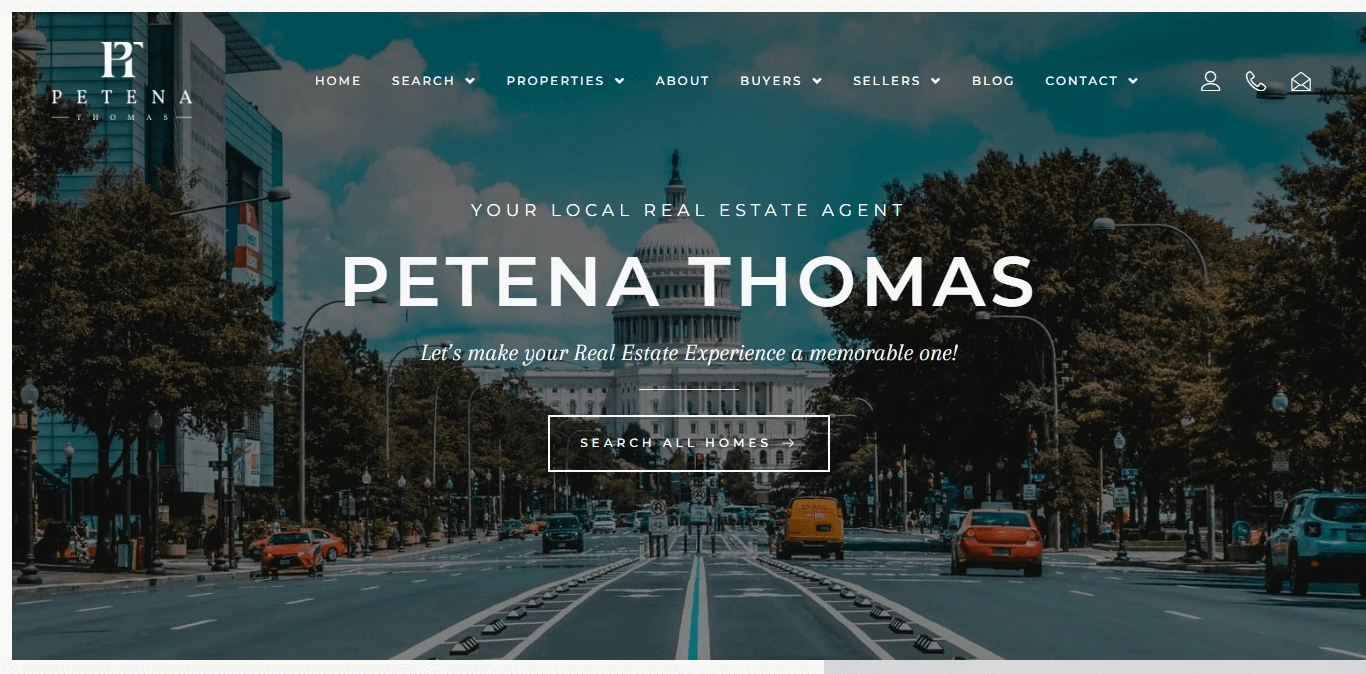 PT
PETENA
THOMAS
HOME SEARCH PROPERTIES ABOUT BUYERS SELLERS BLOG CONTACT
YOUR LOCAL REAL ESTATE AGENT
PETENA THOMAS
Let's make your Real Estate Experience a memorable one!
SEARCH ALL HOMES →